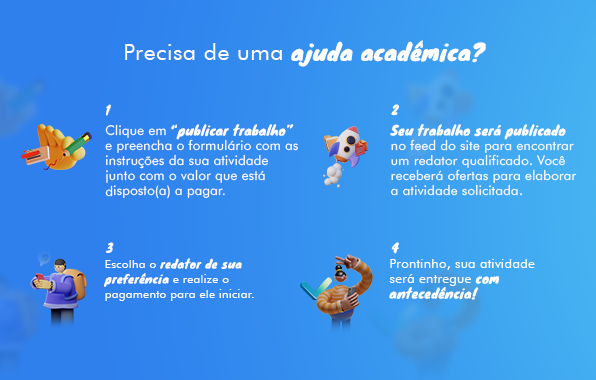 Precisa de uma ajuda acadêmica?
1
Clique em “publicar trabalho”
e preencha o formulário com as
instruções da sua atividade
junto com o valor que está
disposto(a) a pagar.
2
Seu trabalho será publicado
no feed do site para encontrar
um redator qualificado. Você
receberá ofertas para elaborar
a atividade solicitada.
3
Escolha o redator de sua
preferência e realize o
pagamento para ele iniciar.
4
Prontinho, sua atividade
será entregue com
antecedência!